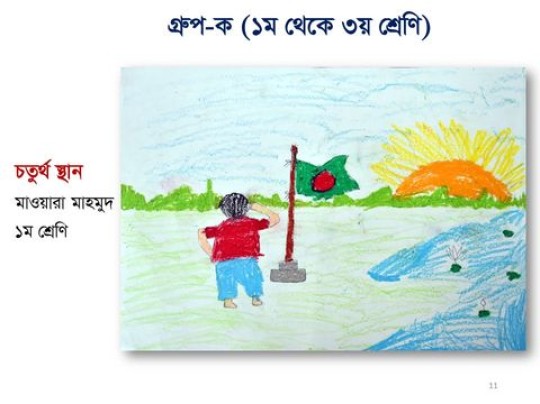 গ্রুপ-ক (১ম থেকে ৩য় শ্রেণি)
চতুর্থ স্থান
মাওয়ারা মাহমুদ
১ম শ্রেণি
11